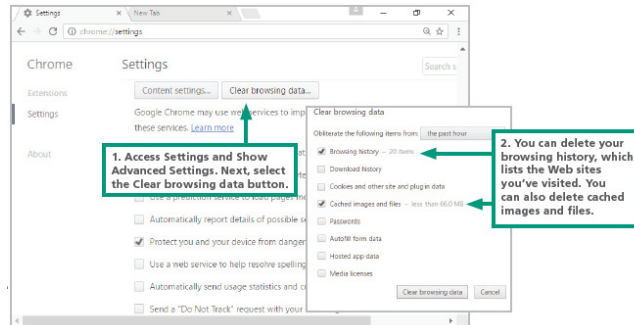 Settings
New Tab
chrome://settings
Chrome
Settings
Search s
Extensions
Settings
About
Content settings...
Clear browsing data...
Google Chrome may use web services to imp
these services. Learn more
1. Access Settings and Show
Advanced Settings. Next, select
the Clear browsing data button.
Use a prediction service to load pages m
Automatically report details of possible s
Protect you and your device from danger
Use a web service to help resolve spelling
Automatically send usage statistics and c
Send a "Do Not Track" request with your
Clear browsing data
Obliterate the following items from: the past hour
Browsing history – 20 items
Download history
Cookies and other site and plugin data
Cached images and files – less than 66.0 MB
Passwords
Autofill form data
Hosted app data
Media licenses
Clear browsing data
Cancel
2. You can delete your
browsing history, which
lists the Web sites
you've visited. You
can also delete cached
images and files.